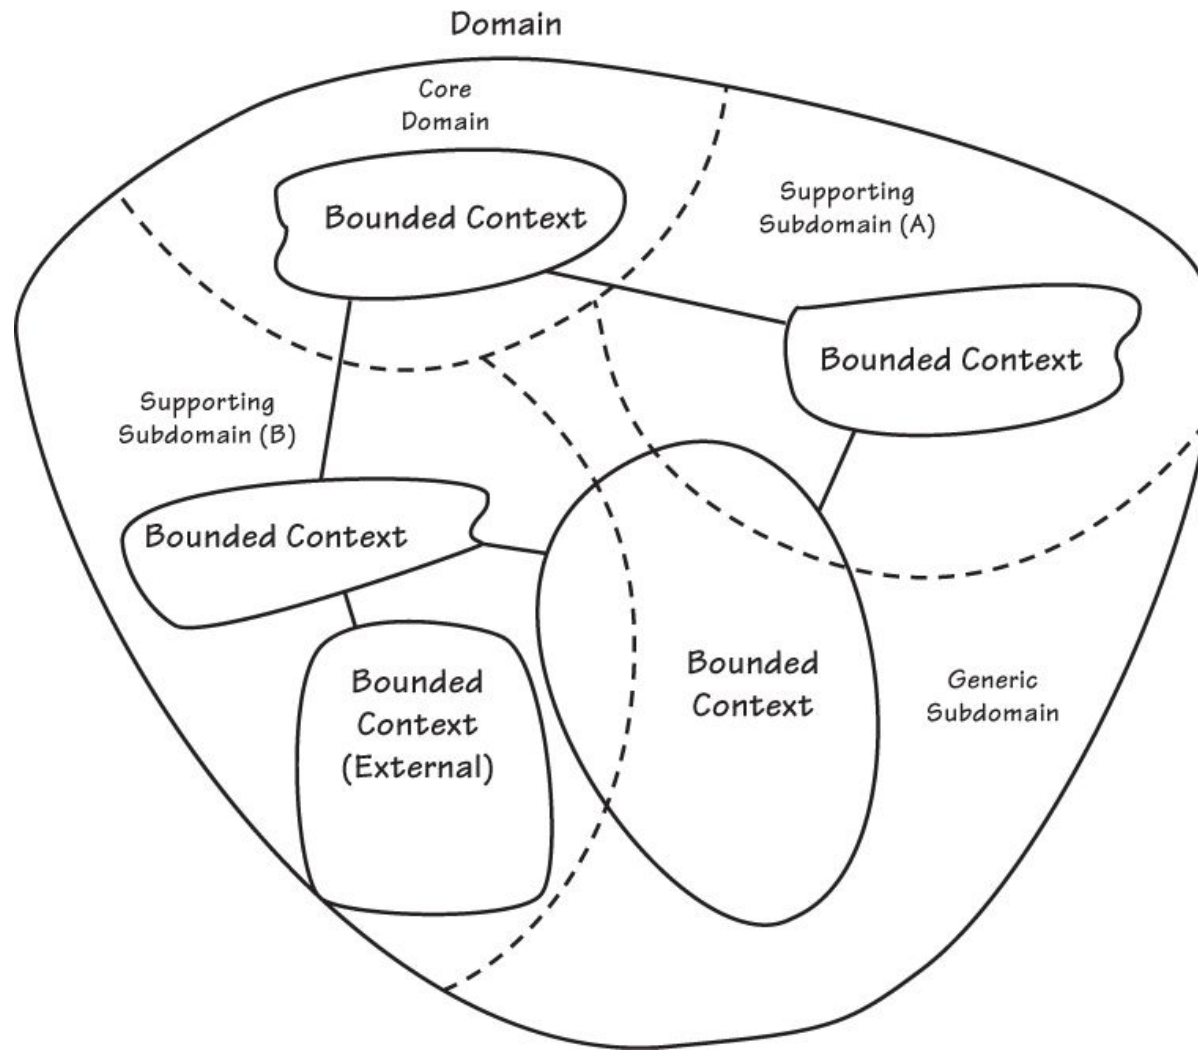 Domain
Core
Domain
Bounded Context
Supporting
Subdomain (A)
Bounded Context
Supporting
Subdomain (B)
Bounded Context
Bounded
Context
(External)
Bounded
Context
Generic
Subdomain